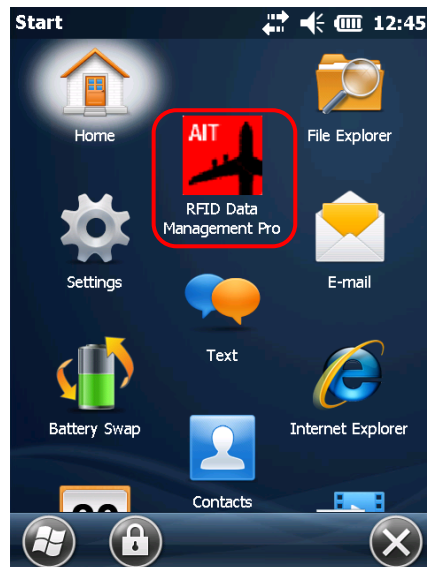 Start
12:45
Home
AIT
File Explorer
RFID Data
Management Pro
Settings
E-mail
Text
Battery Swap
Internet Explorer
Contacts